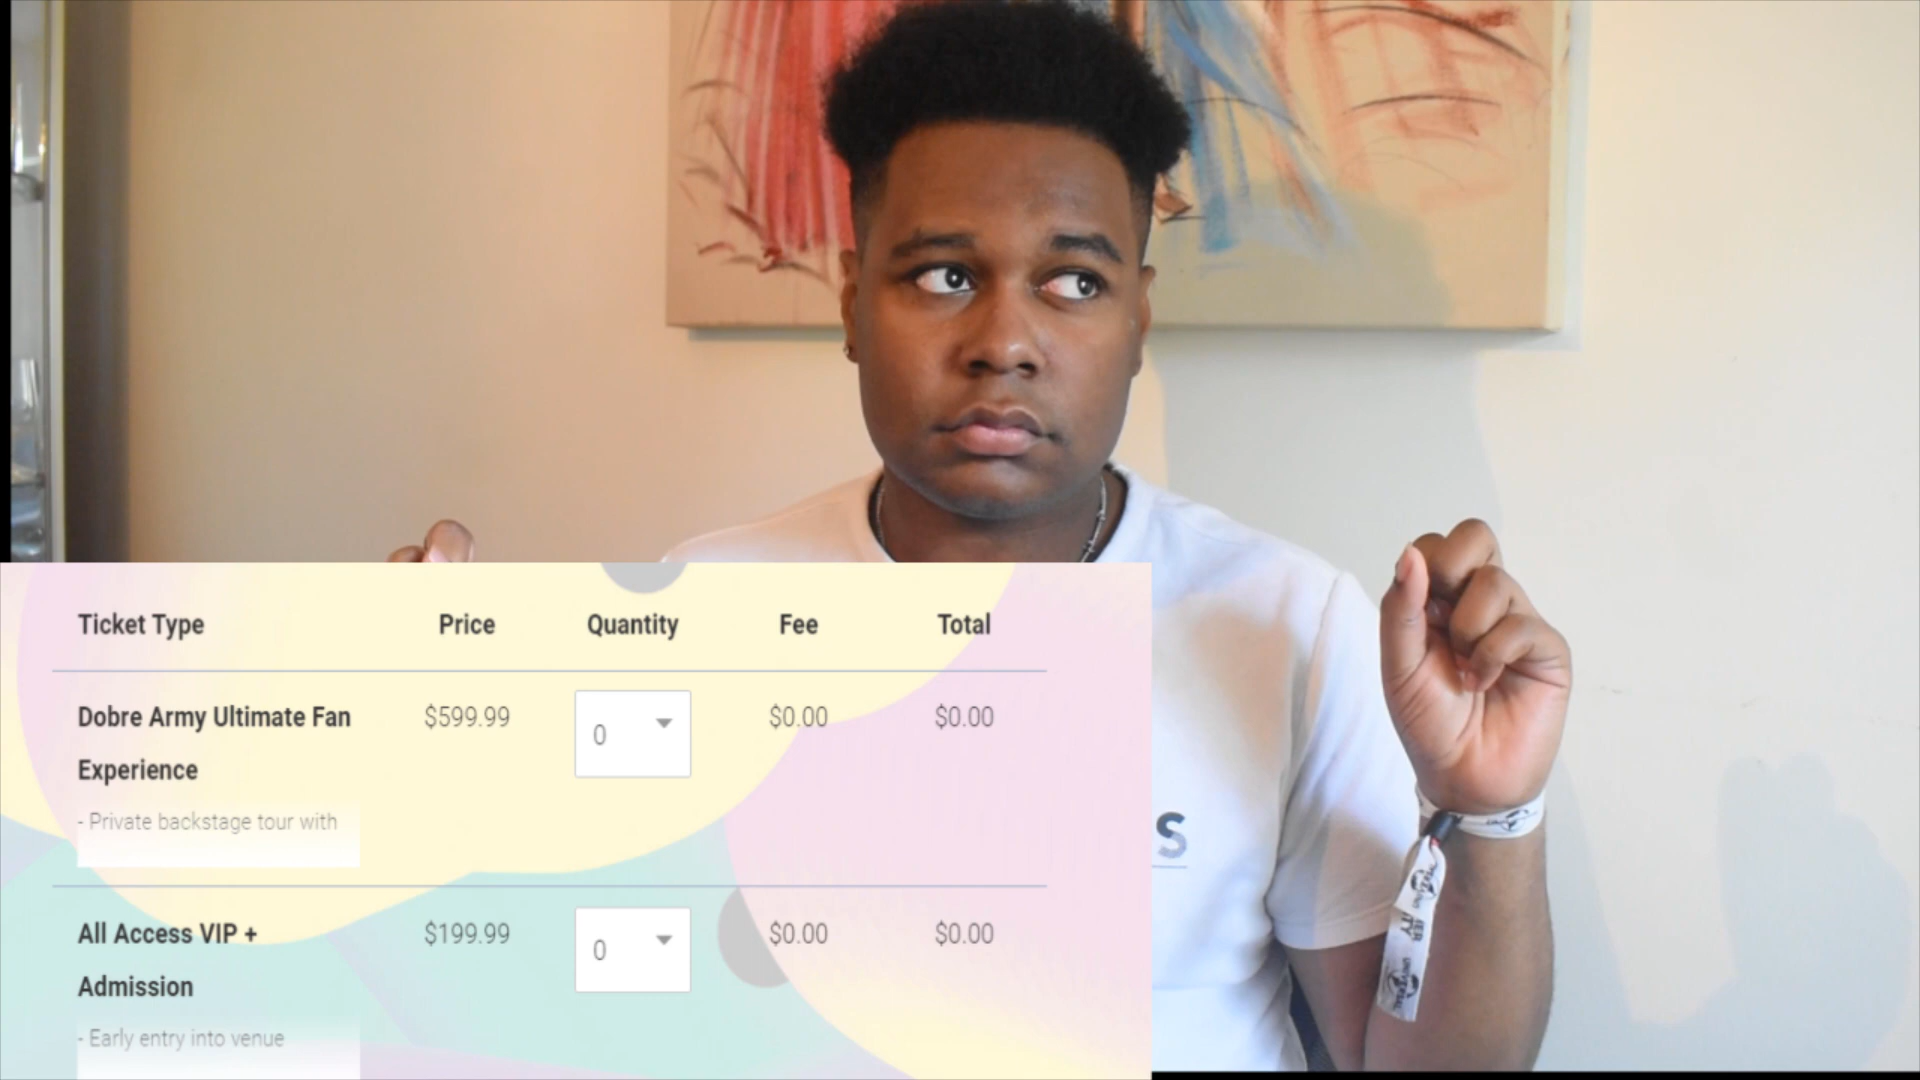 Ticket Type Price Quantity Fee Total
Dobre Army Ultimate Fan $599.99 0 $0.00 $0.00
Experience
- Private backstage tour with
All Access VIP + $199.99 0 $0.00 $0.00
Admission
- Early entry into venue
S
UNIVERSAL